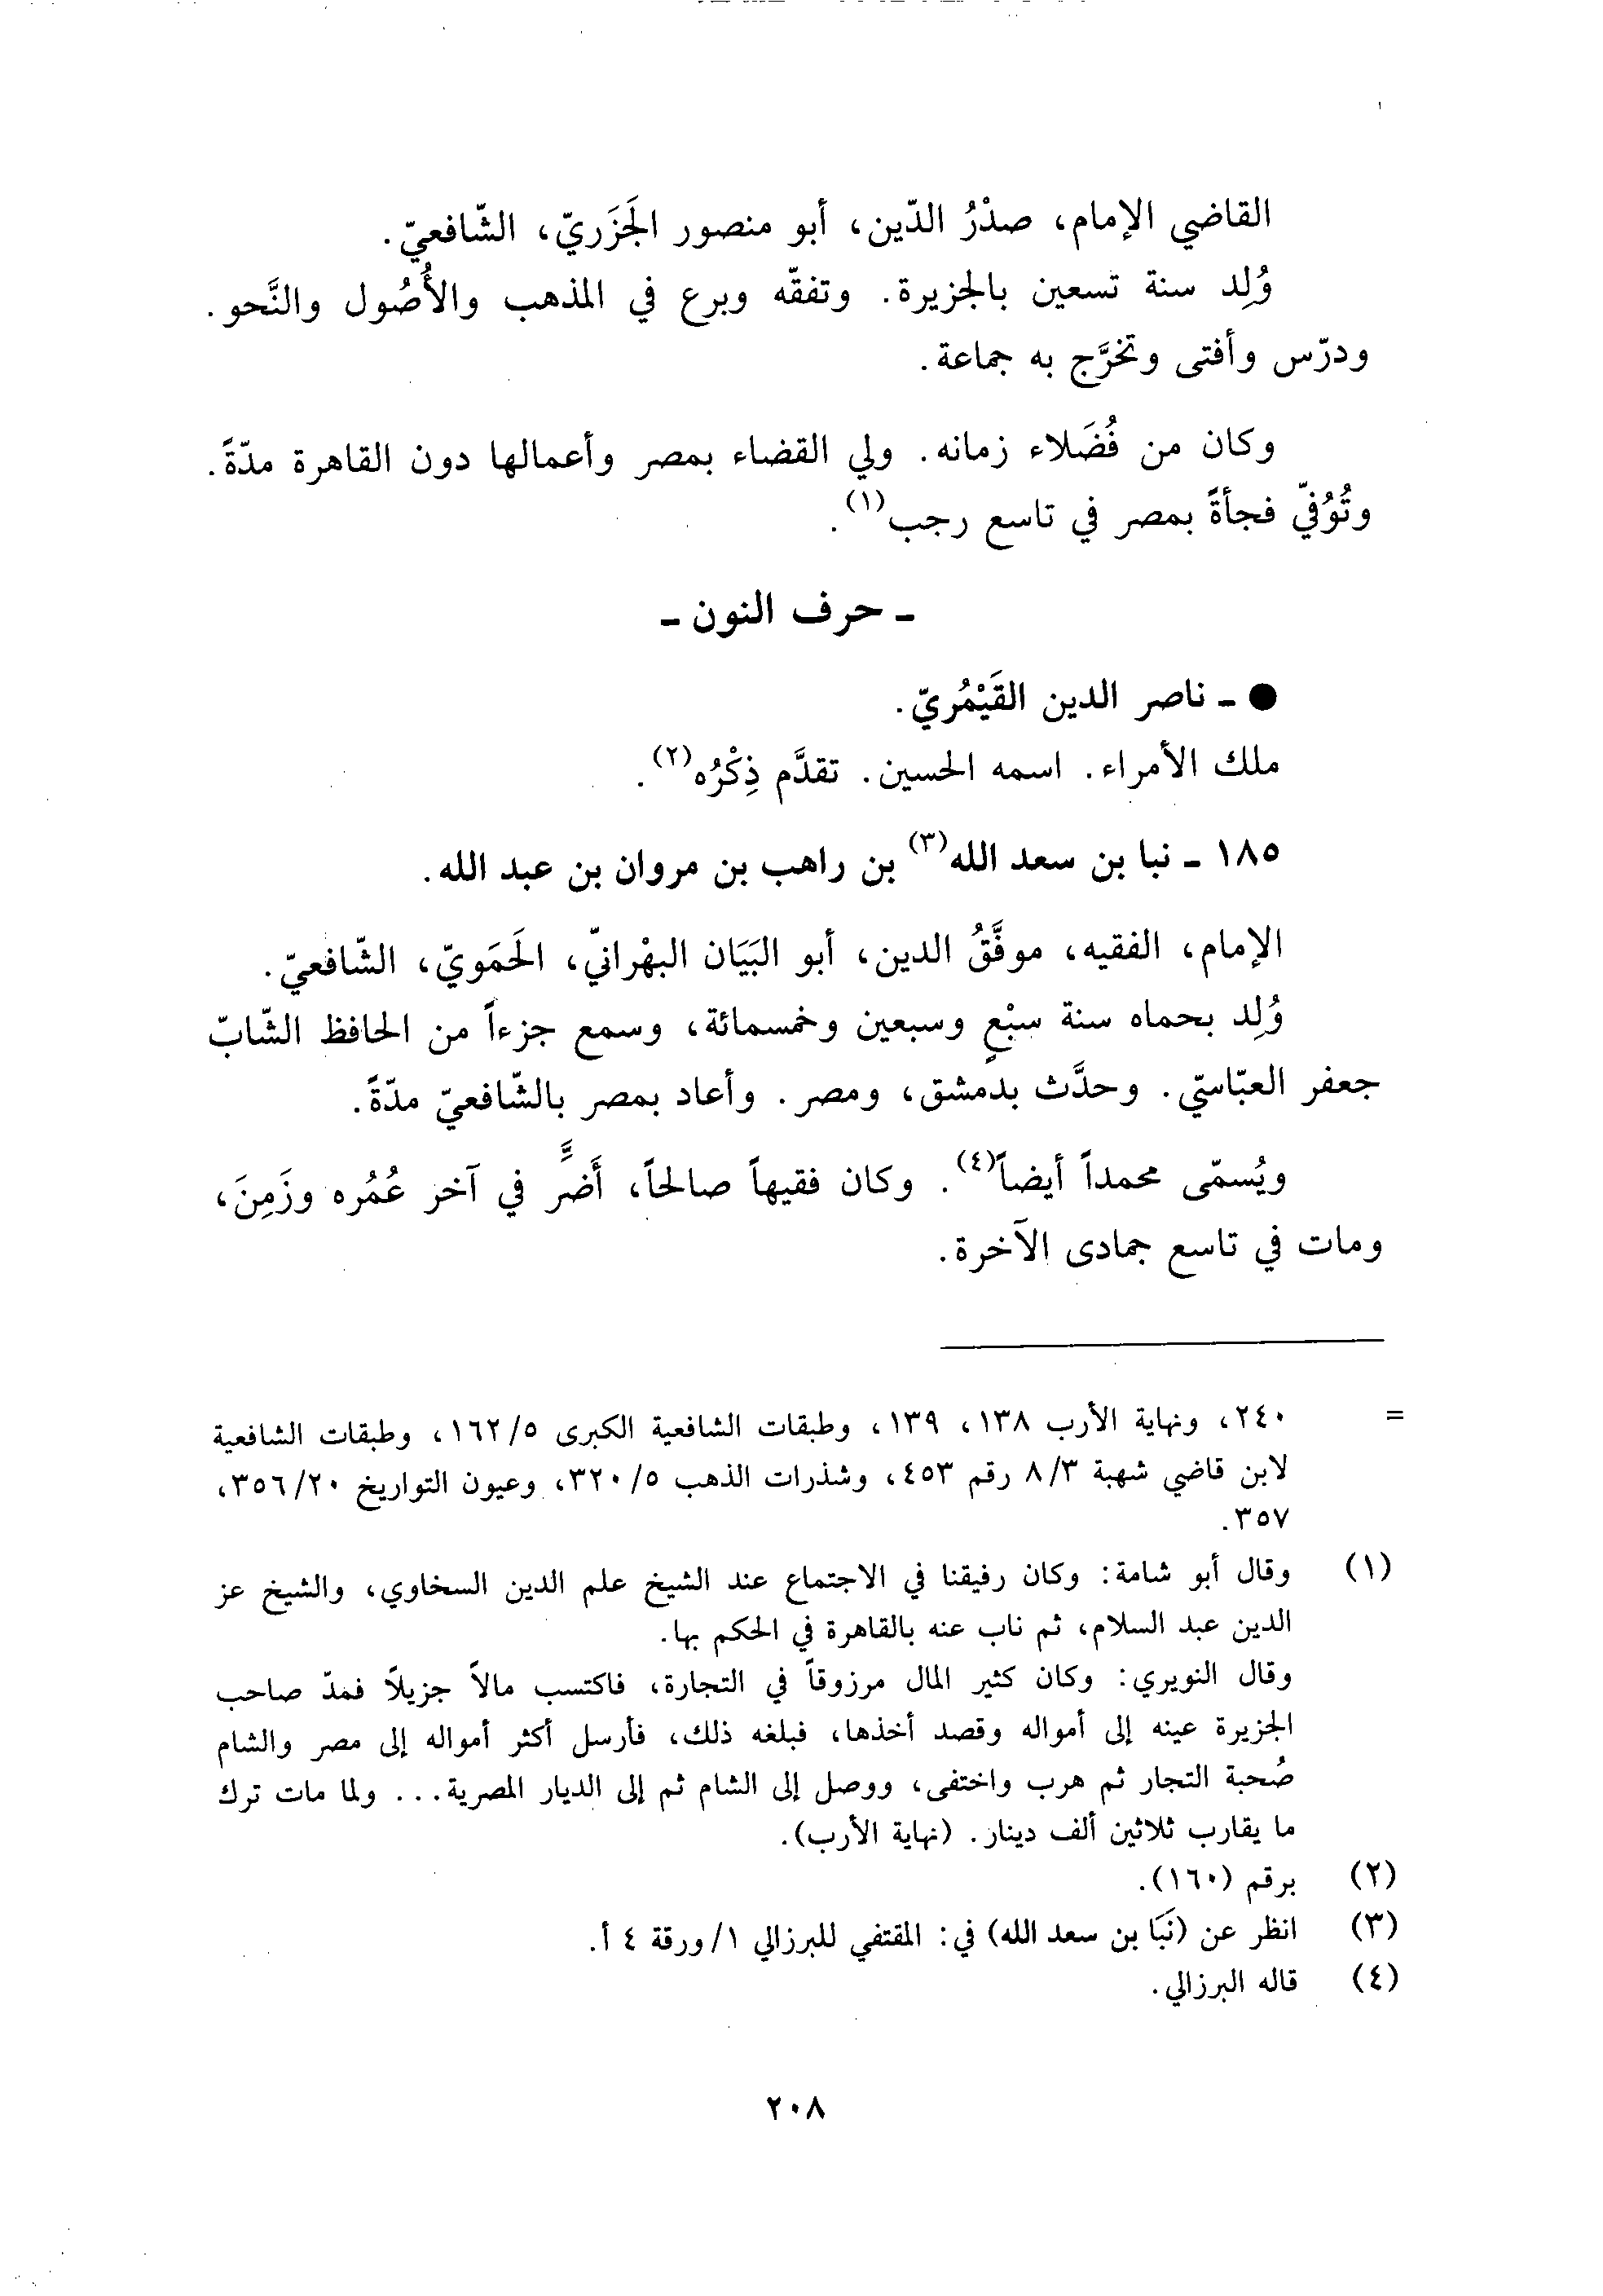 القاضي الإمام، صدْرُ الدّين، أبو منصور الجَزَريّ، الشّافعيّ.
وُلِد سنة تسعين بالجزيرة. وتفقّه وبرع في المذهب والأُصُول والنَّحو.
ودرّس وأفتى وتخرَّج به جماعة.
وكان من فُضَلاء زمانه. ولي القضاء بمصر وأعمالها دون القاهرة مدّةً.
وتُوُفيّ فجأةً بمصر في تاسع رجب(١).
ـ حرف النون ـ
● ـ ناصر الدين القَيْمُريّ.
ملك الأمراء. اسمه الحسين. تقدَّم ذِكْرُه(٢).
١٨٥ ـ نبا بن سعد الله(٣) بن راهب بن مروان بن عبد الله.
الإمام، الفقيه، موفَّقُ الدين، أبو البَيَان البهْرانيّ، الحَمَويّ، الشّافعيّ.
وُلِد بحماه سنة سبْعٍ وسبعين وخمسمائة، وسمع جزءاً من الحافظ الشّابّ
جعفر العبّاسيّ. وحدَّث بدمشق، ومصر. وأعاد بمصر بالشّافعيّ مدّةً.
ويُسمّى محمداً أيضاً(٤). وكان فقيهاً صالحاً، أَضرَّ في آخر عُمُره وزَمِنَ،
ومات في تاسع جمادى الآخرة.
= ٢٤٠، ونهاية الأرب ١٣٨، ١٣٩، وطبقات الشافعية الكبرى ١٦٢/٥، وطبقات الشافعية
لابن قاضي شهبة ٨/٣ رقم ٤٥٣، وشذرات الذهب ٣٢٠/٥، وعيون التواريخ ٣٥٦/٢٠،
٣٥٧.
(١) وقال أبو شامة: وكان رفيقنا في الاجتماع عند الشيخ علم الدين السخاوي، والشيخ عز
الدين عبد السلام، ثم ناب عنه بالقاهرة في الحكم بها.
وقال النويري: وكان كثير المال مرزوقاً في التجارة، فاكتسب مالاً جزيلاً فمدّ صاحب
الجزيرة عينه إلى أمواله وقصد أخذها، فبلغه ذلك، فأرسل أكثر أمواله إلى مصر والشام
صُحبة التجار ثم هرب واختفى، ووصل إلى الشام ثم إلى الديار المصرية... ولما مات ترك
ما يقارب ثلاثين ألف دينار. (نهاية الأرب).
(٢) برقم (١٦٠).
(٣) انظر عن (نَبَا بن سعد الله) في: المقتفي للبرزالي ١/ورقة ٤ أ.
(٤) قاله البرزالي.
٢٠٨